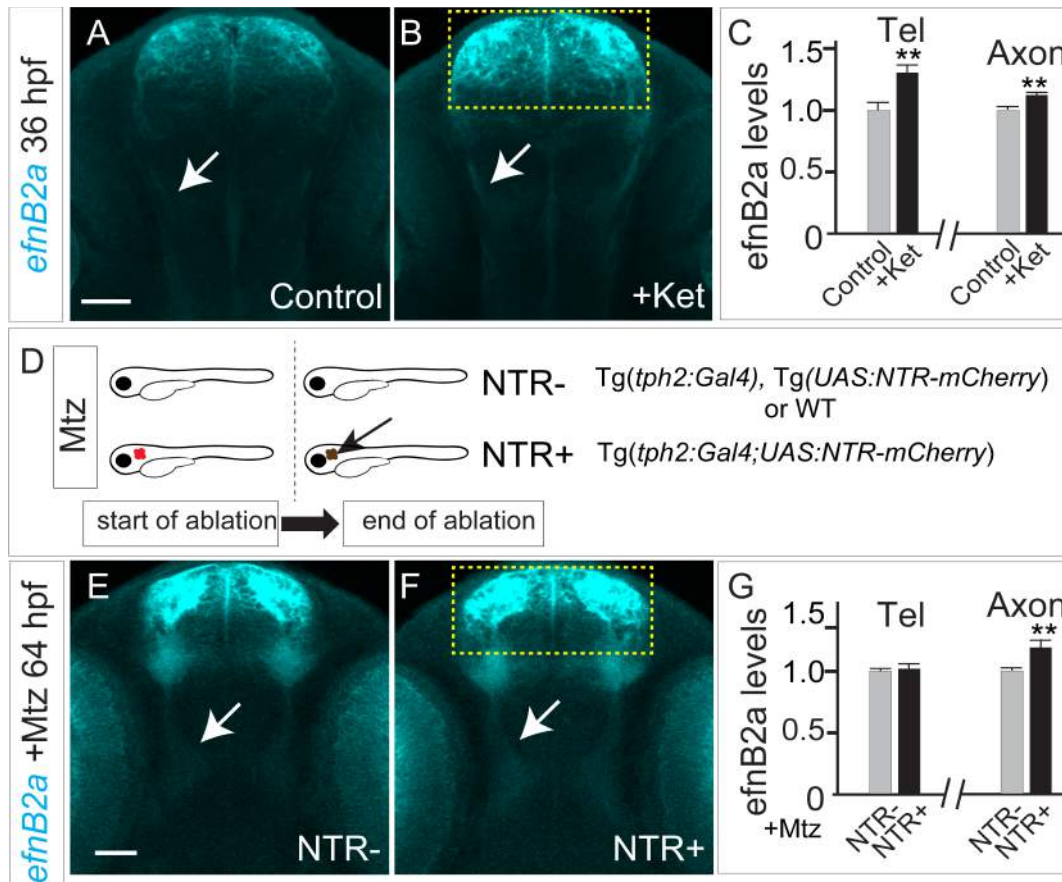 efnB2a 36 hpf
A
Control
B
+Ket
C
Tel
Axon
**
**
efnB2a levels
1.5
1.0
0.5
0
Control
+Ket
Control
+Ket
D
Mtz
NTR- Tg(tph2:Gal4), Tg(UAS:NTR-mCherry)
or WT
NTR+ Tg(tph2:Gal4;UAS:NTR-mCherry)
start of ablation
end of ablation
efnB2a +Mtz 64 hpf
E
NTR-
F
NTR+
G
Tel
Axon
**
efnB2a levels
1.5
1.0
0.5
0
+Mtz
NTR-
NTR+
NTR-
NTR+